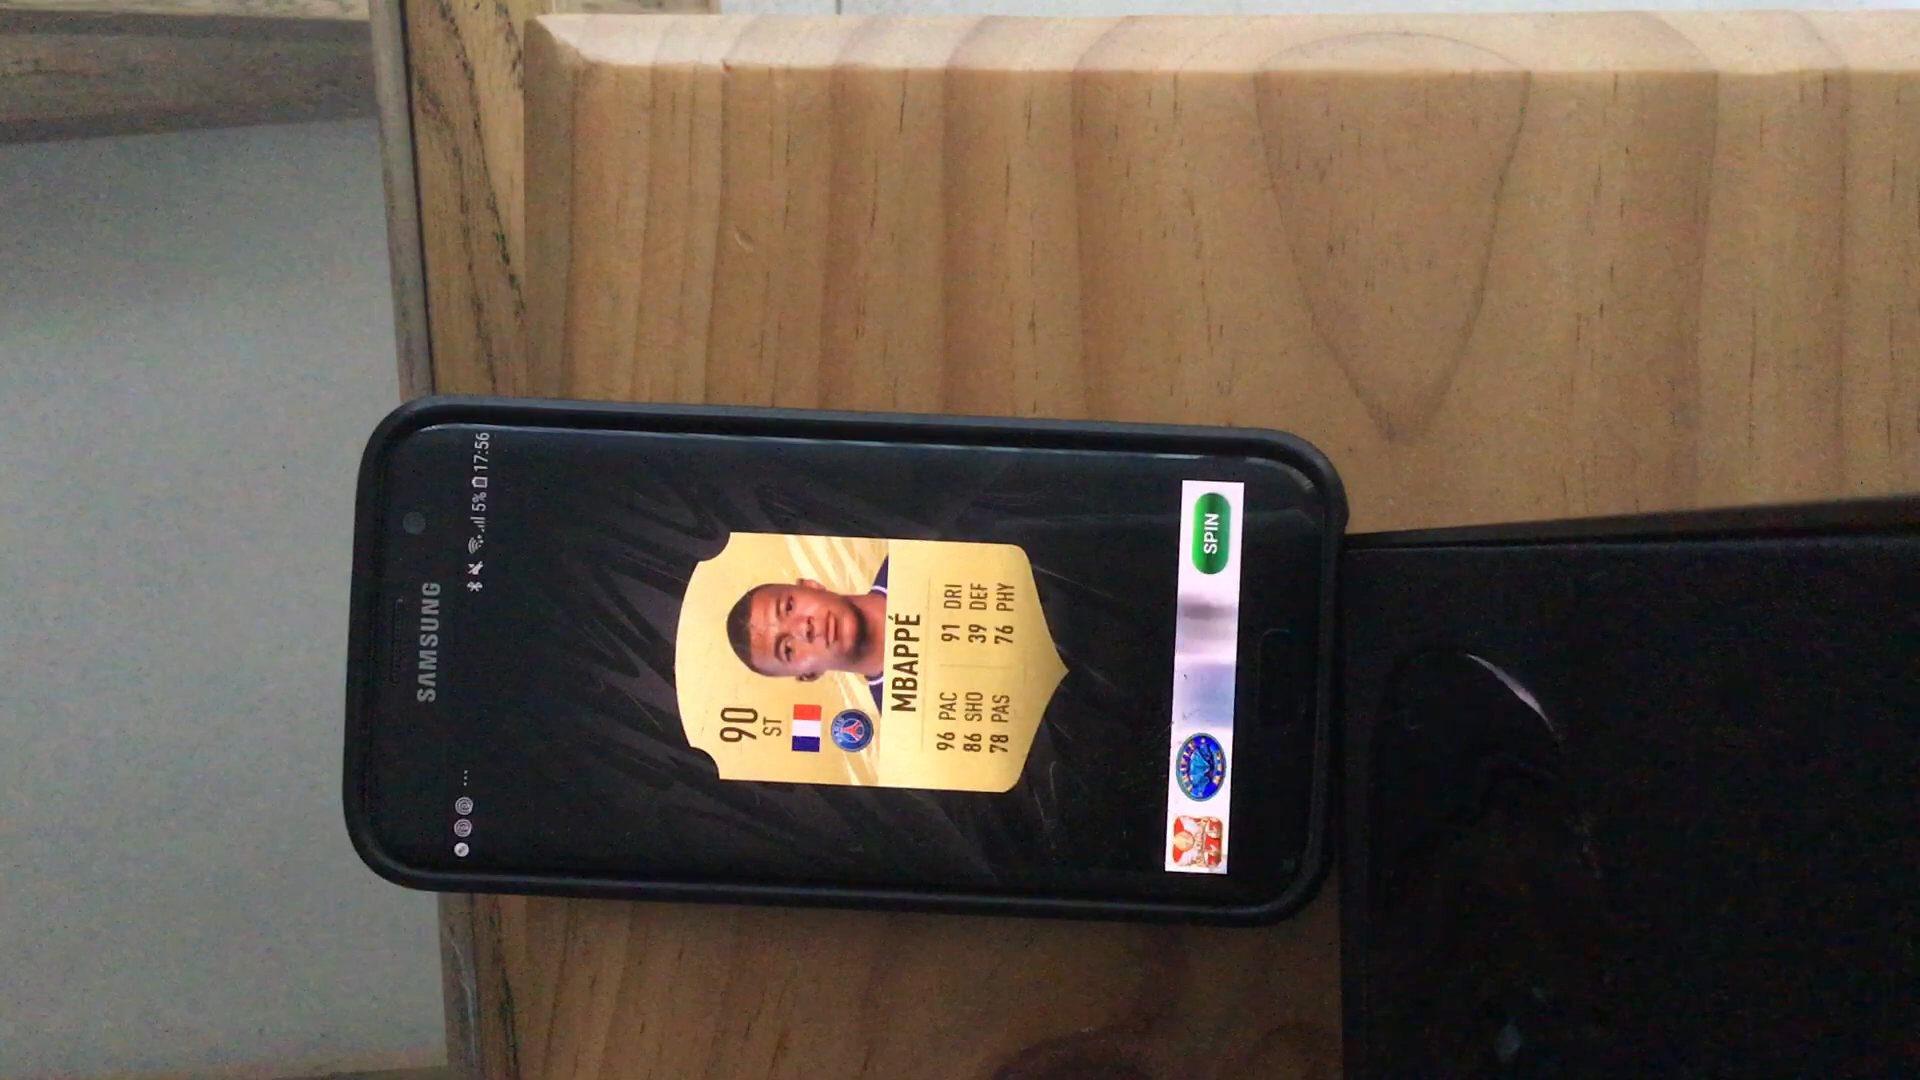 SAMSUNG
5% 17:56
90
ST
MBAPPÉ
96 PAC 91 DRI
86 SHO 39 DEF
78 PAS 76 PHY
SPIN